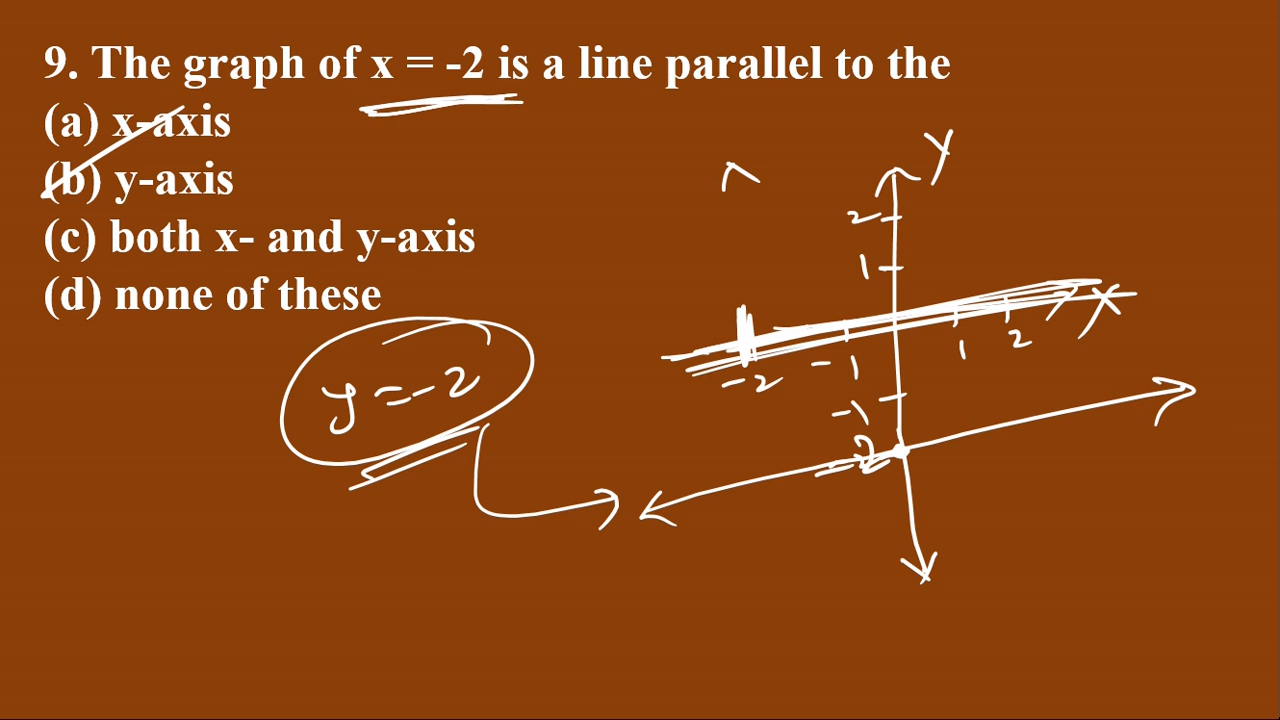 9. The graph of x = -2 is a line parallel to the
(a) x-axis
(b) y-axis
(c) both x- and y-axis
(d) none of these
y = -2
Y
2
1
X
-2
-1
1
2
-1
-2